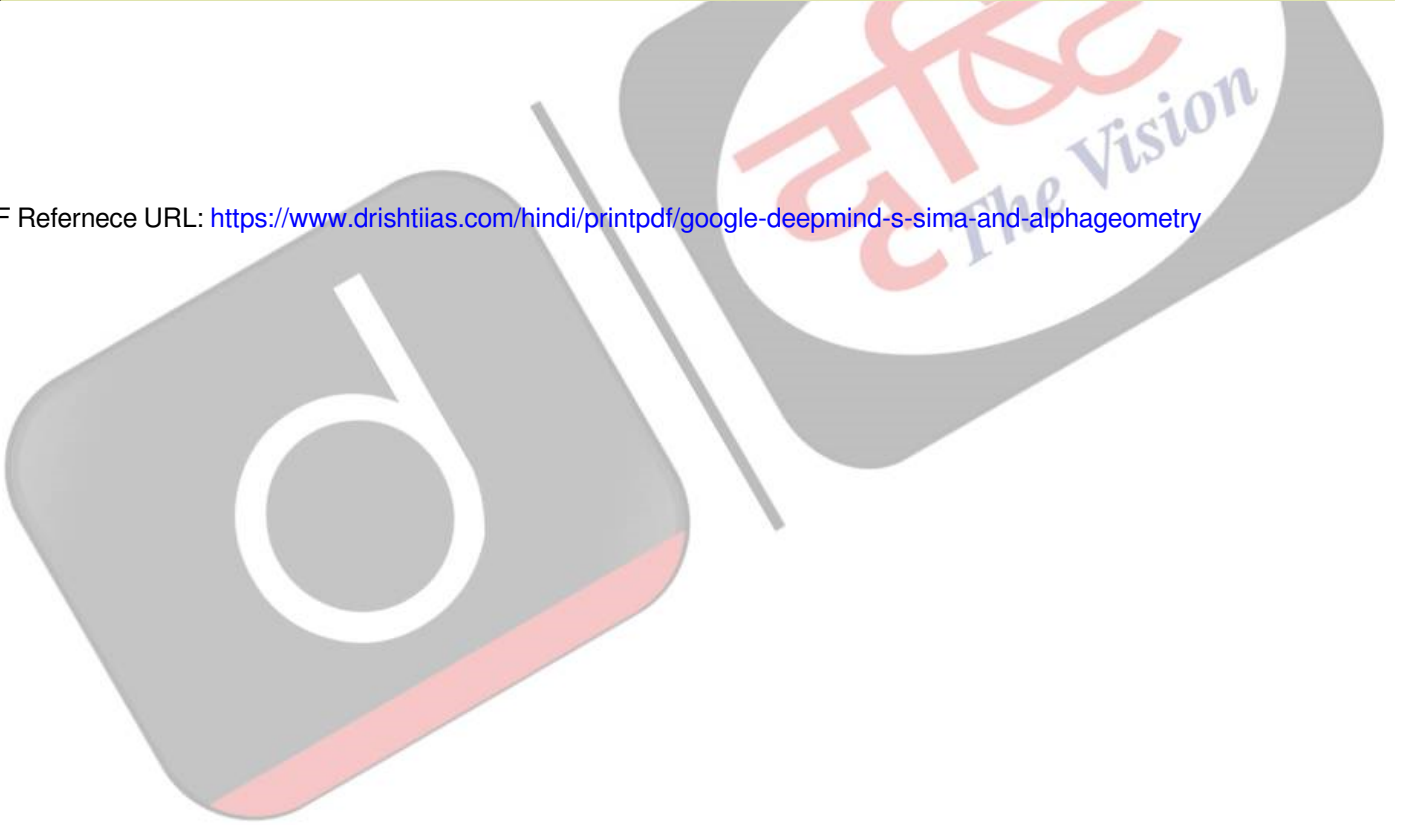 दृष्टि
The Vision
F Refernece URL: https://www.drishtiias.com/hindi/printpdf/google-deepmind-s-sima-and-alphageometry
d